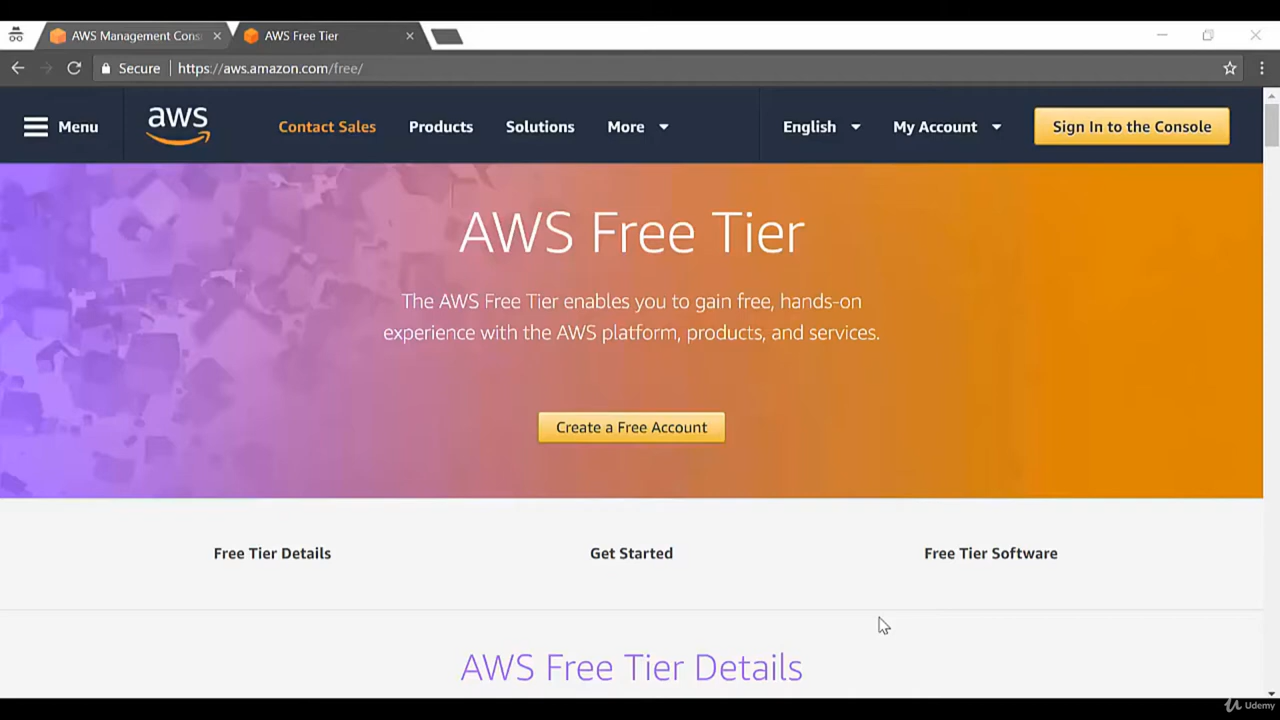 AWS Management Cons
AWS Free Tier
Secure
https://aws.amazon.com/free/
Menu
aws
Contact Sales
Products
Solutions
More
English
My Account
Sign In to the Console
AWS Free Tier
The AWS Free Tier enables you to gain free, hands-on
experience with the AWS platform, products, and services.
Create a Free Account
Free Tier Details
Get Started
Free Tier Software
AWS Free Tier Details
Udemy